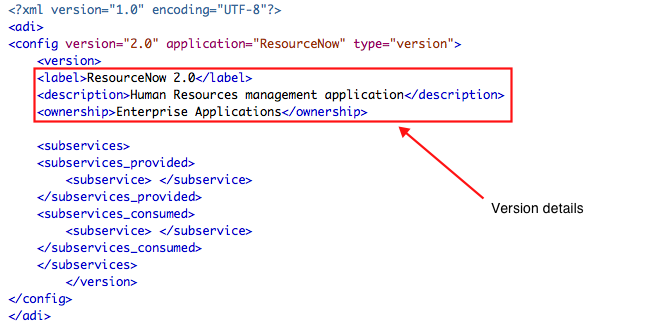 <?xml version="1.0" encoding="UTF-8"?>
<adi>
<config version="2.0" application="ResourceNow" type="version">
<version>
<label>ResourceNow 2.0</label>
<description>Human Resources management application</description>
<ownership>Enterprise Applications</ownership>
<subservices>
<subservices_provided>
<subservice> </subservice>
</subservices_provided>
<subservices_consumed>
<subservice> </subservice>
</subservices_consumed>
</subservices>
</version>
</config>
</adi>
Version details